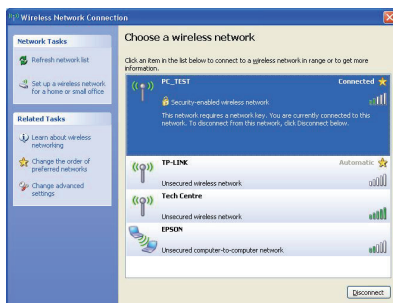 Wireless Network Connection
Network Tasks
Refresh network list
Set up a wireless network
for a home or small office
Related Tasks
Learn about wireless
networking
Change the order of
preferred networks
Change advanced
settings
Choose a wireless network
Click an item in the list below to connect to a wireless network in range or to get more
information.
PC_TEST Connected
Security-enabled wireless network
This network requires a network key. You are currently connected to this
network. To disconnect from this network, click Disconnect below.
TP-LINK Automatic
Unsecured wireless network
Tech Centre
Unsecured wireless network
EPSON
Unsecured computer-to-computer network
Disconnect